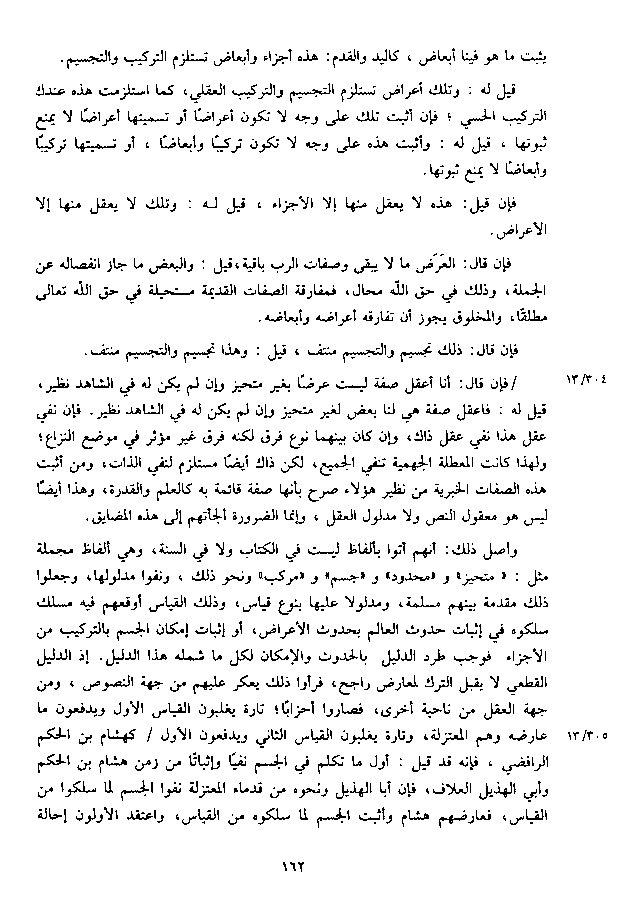 يثبت ما هو فينا أبعاض ، كاليد والقدم: هذه أجزاء وأبعاض تستلزم التركيب والتجسيم.
قيل له : وتلك أعراض تستلزم التجسيم والتركيب العقلي، كما استلزمت هذه عندك
التركيب الحسي ؛ فإن أثبت تلك على وجه لا تكون أعراضًا أو تسميتها أعراضًا لا يمنع
ثبوتها ، قيل له : وأثبت هذه على وجه لا تكون تركيبًا وأبعاضًا ، أو تسميتها تركيبًا
وأبعاضًا لا يمنع ثبوتها.
فإن قيل: هذه لا يعقل منها إلا الأجزاء ، قيل لـه : وتلك لا يعقل منها إلا
الأعراض.
فإن قال: العَرَض ما لا يبقى وصفات الرب باقية، قيل : والبعض ما جاز انفصاله عن
الجملة، وذلك في حق الله محال، فمفارقة الصفات القديمة مستحيلة في حق الله تعالى
مطلقًا، والمخلوق يجوز أن تفارقه أعراضه وأبعاضه.
فإن قال: ذلك تجسيم والتجسيم منتف ، قيل : وهذا تجسيم والتجسيم منتف.
١٣/٣٠٤ /فإن قال: أنا أعقل صفة ليست عرضًا بغير متحيز وإن لم يكن له في الشاهد نظير،
قيل له : فاعقل صفة هي لنا بعض لغير متحيز وإن لم يكن له في الشاهد نظير. فإن نفي
عقل هذا نفي عقل ذاك، وإن كان بينهما نوع فرق لكنه فرق غير مؤثر في موضع النزاع؛
ولهذا كانت المعطلة الجهمية تنفي الجميع، لكن ذاك أيضًا مستلزم لنفي الذات، ومن أثبت
هذه الصفات الخبرية من نظير هؤلاء صرح بأنها صفة قائمة به كالعلم والقدرة، وهذا أيضًا
ليس هو معقول النص ولا مدلول العقل ، وإنما الضرورة ألجأتهم إلى هذه المضايق.
وأصل ذلك: أنهم أتوا بألفاظ ليست في الكتاب ولا في السنة، وهي ألفاظ مجملة
مثل : « متحيز» و «محدود» و «جسم» و «مركب» ونحو ذلك ، ونفوا مدلولها، وجعلوا
ذلك مقدمة بينهم مسلمة، ومدلولا عليها بنوع قياس، وذلك القياس أوقعهم فيه مسلك
سلكوه في إثبات حدوث العالم بحدوث الأعراض، أو إثبات إمكان الجسم بالتركيب من
الأجزاء فوجب طرد الدليل بالحدوث والإمكان لكل ما شمله هذا الدليل. إذ الدليل
القطعي لا يقبل الترك لمعارض راجح، فرأوا ذلك يعكر عليهم من جهة النصوص ، ومن
جهة العقل من ناحية أخرى، فصاروا أحزابًا؛ تارة يغلبون القياس الأول ويدفعون ما
١٣/٣٠٥ عارضه وهم المعتزلة، وتارة يغلبون القياس الثاني ويدفعون الأول / كهشام بن الحكم
الرافضي ، فإنه قد قيل : أول ما تكلم في الجسم نفيًا وإثباتًا من زمن هشام بن الحكم
وأبي الهذيل العلاف، فإن أبا الهذيل ونحوه من قدماء المعتزلة نفوا الجسم لما سلكوا من
القياس، فعارضهم هشام وأثبت الجسم لما سلكوه من القياس، واعتقد الأولون إحالة
١٦٢